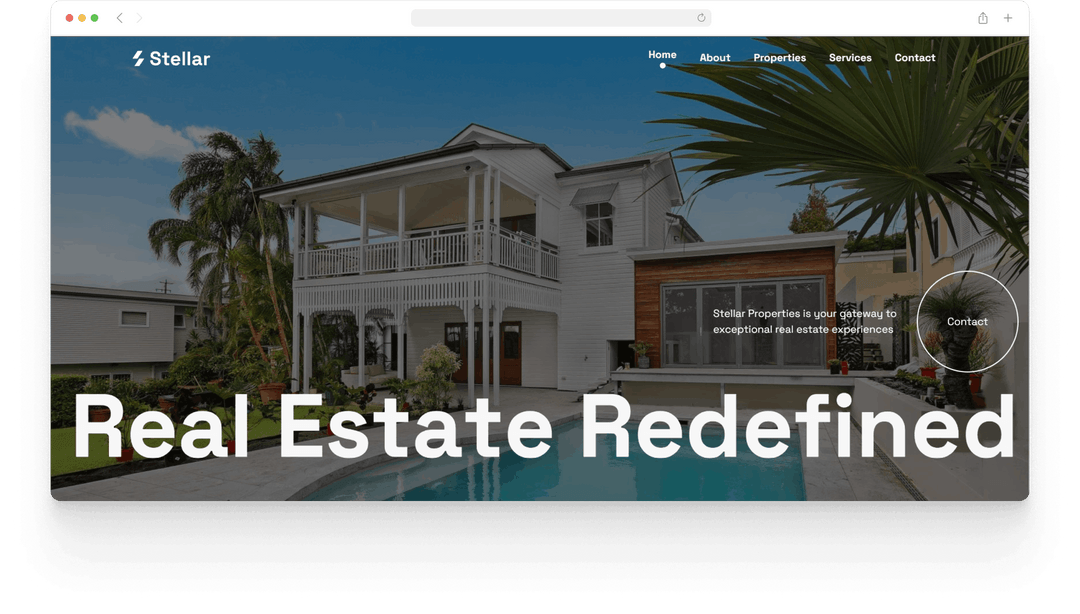 Stellar
Home
About
Properties
Services
Contact
Stellar Properties is your gateway to
exceptional real estate experiences
Contact
Real Estate Redefined